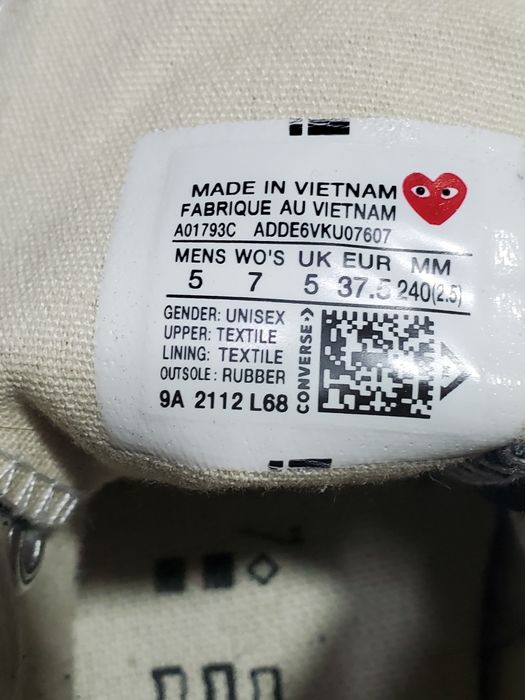 MADE IN VIETNAM
FABRIQUE AU VIETNAM
A01793C ADDE6VKU07607
MENS WO'S UK EUR MM
5 7 5 37.5 240(2.5)
GENDER: UNISEX
UPPER: TEXTILE
LINING: TEXTILE
OUTSOLE: RUBBER
9A 2112 L68
CONVERSE